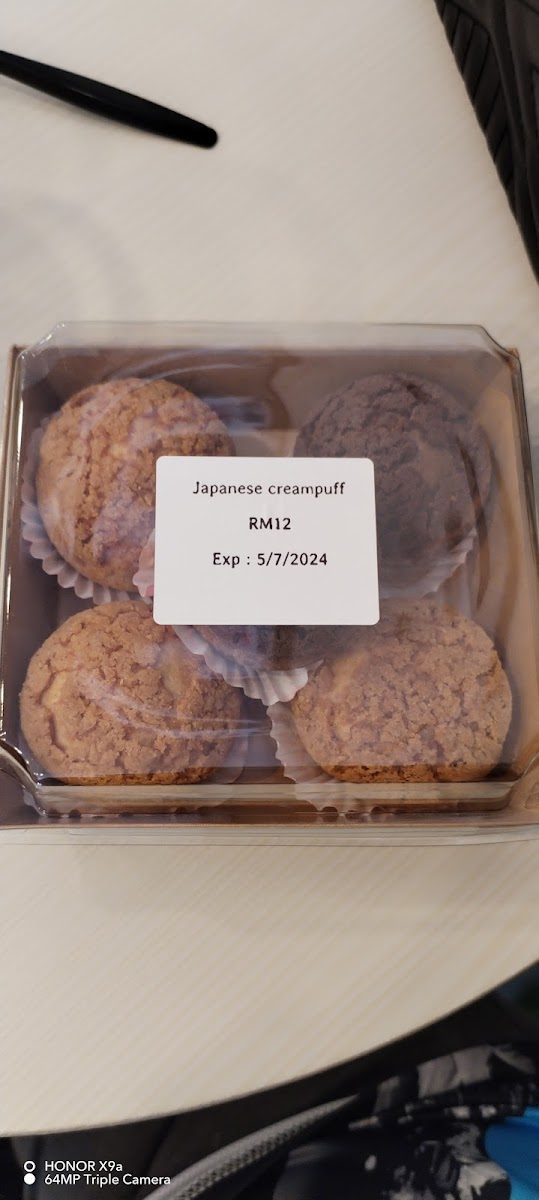 Japanese creampuff
RM12
Exp : 5/7/2024
HONOR X9a
64MP Triple Camera